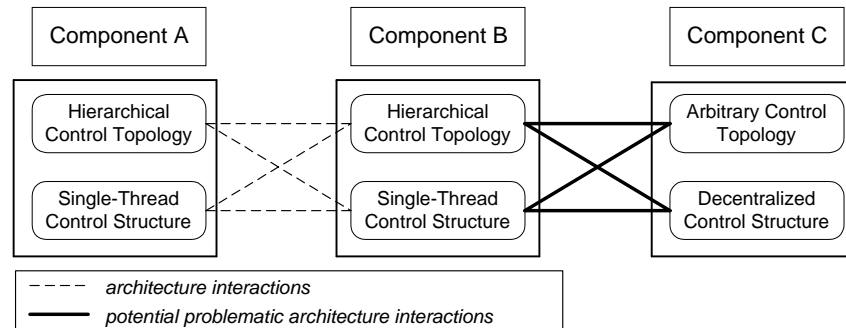 Component A
Component B
Component C
Hierarchical
Control Topology
Hierarchical
Control Topology
Arbitrary Control
Topology
Single-Thread
Control Structure
Single-Thread
Control Structure
Decentralized
Control Structure
architecture interactions
potential problematic architecture interactions